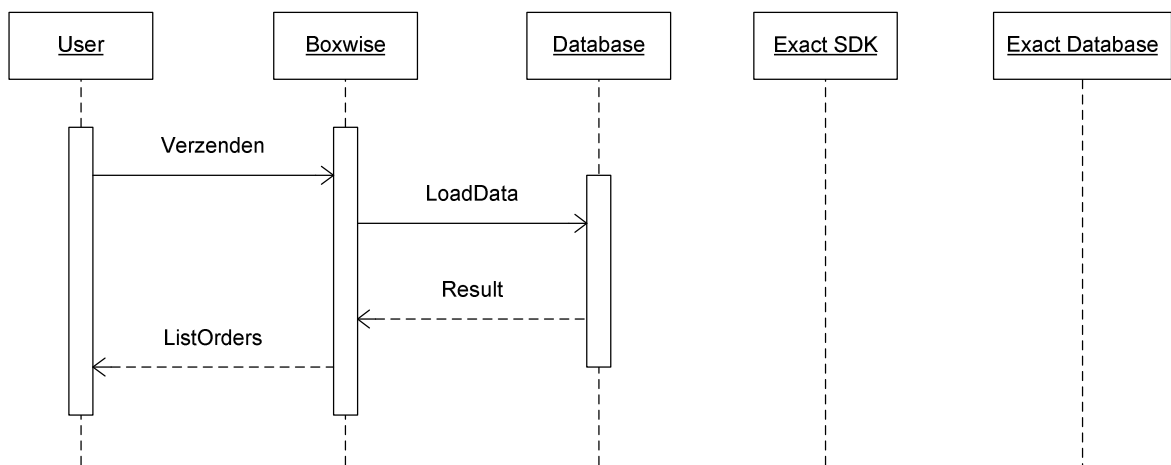 User
Boxwise
Database
Exact SDK
Exact Database
Verzenden
LoadData
Result
ListOrders